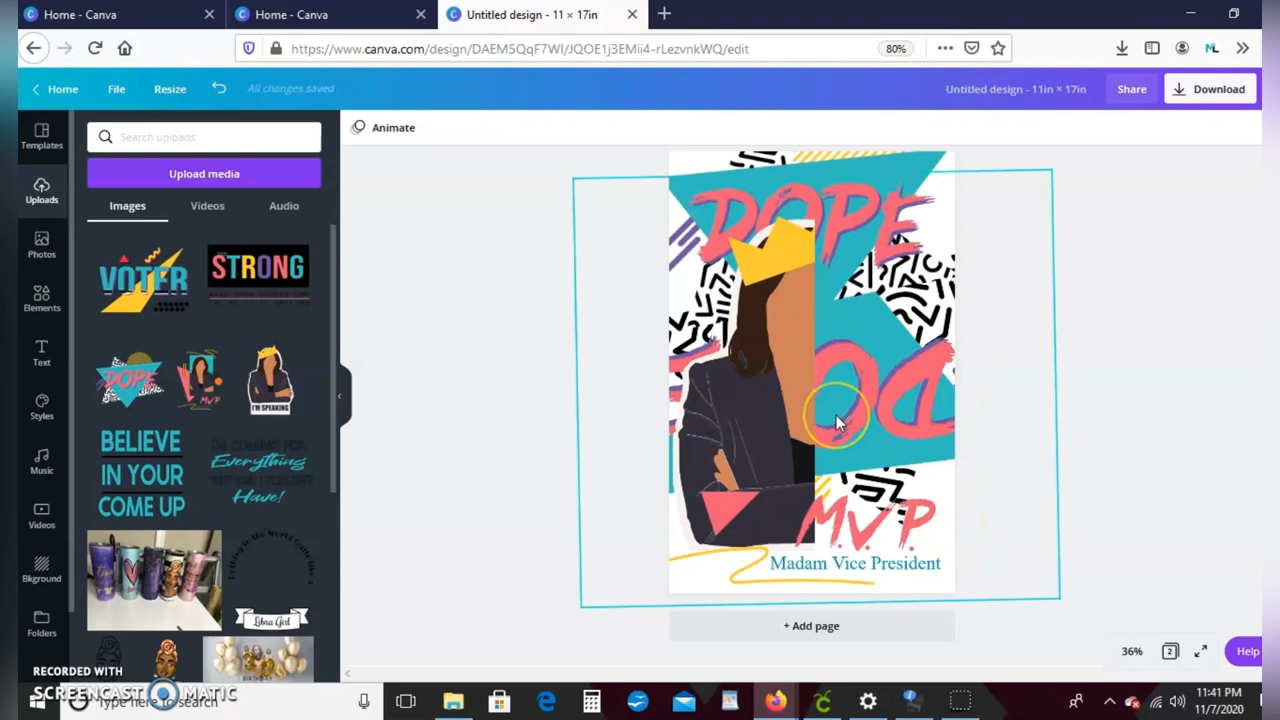 Home - Canva
Home - Canva
Untitled design - 11 × 17in
https://www.canva.com/design/DAEM5QqF7WI/JQOE1j3EMii4-rLezvnkWQ/edit
80%
Home
File
Resize
All changes saved
Untitled design - 11in × 17in
Share
Download
Templates
Uploads
Photos
Elements
Text
Styles
Music
Videos
Bkground
Folders
Search uploads
Upload media
Images
Videos
Audio
VOTER
STRONG
DOPE
M.V.P
I'M SPEAKING
BELIEVE
IN YOUR
COME UP
I'M COMING FOR
Everything
Have!
Libra Girl
BIRTHDAY
Animate
DOPE
M.V.P.
Madam Vice President
+ Add page
36%
2
Help
RECORDED WITH
SCREENCAST MATIC
Type here to search
11:41 PM
11/7/2020